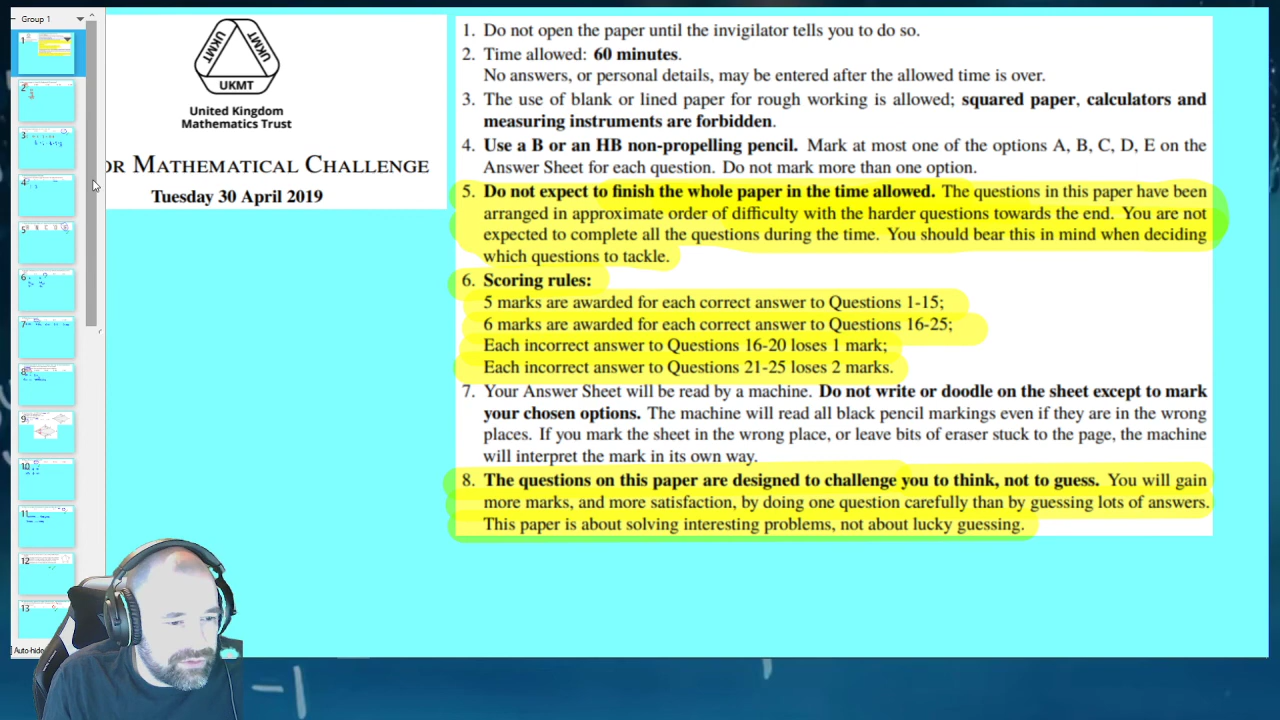 Group 1
1
2
3
4
5
6
7
8
9
10
11
12
13
Auto-hide
UKMT
UKMT
UKMT
United Kingdom
Mathematics Trust
OR MATHEMATICAL CHALLENGE
Tuesday 30 April 2019
1. Do not open the paper until the invigilator tells you to do so.
2. Time allowed: 60 minutes.
No answers, or personal details, may be entered after the allowed time is over.
3. The use of blank or lined paper for rough working is allowed; squared paper, calculators and
measuring instruments are forbidden.
4. Use a B or an HB non-propelling pencil. Mark at most one of the options A, B, C, D, E on the
Answer Sheet for each question. Do not mark more than one option.
5. Do not expect to finish the whole paper in the time allowed. The questions in this paper have been
arranged in approximate order of difficulty with the harder questions towards the end. You are not
expected to complete all the questions during the time. You should bear this in mind when deciding
which questions to tackle.
6. Scoring rules:
5 marks are awarded for each correct answer to Questions 1-15;
6 marks are awarded for each correct answer to Questions 16-25;
Each incorrect answer to Questions 16-20 loses 1 mark;
Each incorrect answer to Questions 21-25 loses 2 marks.
7. Your Answer Sheet will be read by a machine. Do not write or doodle on the sheet except to mark
your chosen options. The machine will read all black pencil markings even if they are in the wrong
places. If you mark the sheet in the wrong place, or leave bits of eraser stuck to the page, the machine
will interpret the mark in its own way.
8. The questions on this paper are designed to challenge you to think, not to guess. You will gain
more marks, and more satisfaction, by doing one question carefully than by guessing lots of answers.
This paper is about solving interesting problems, not about lucky guessing.
-1